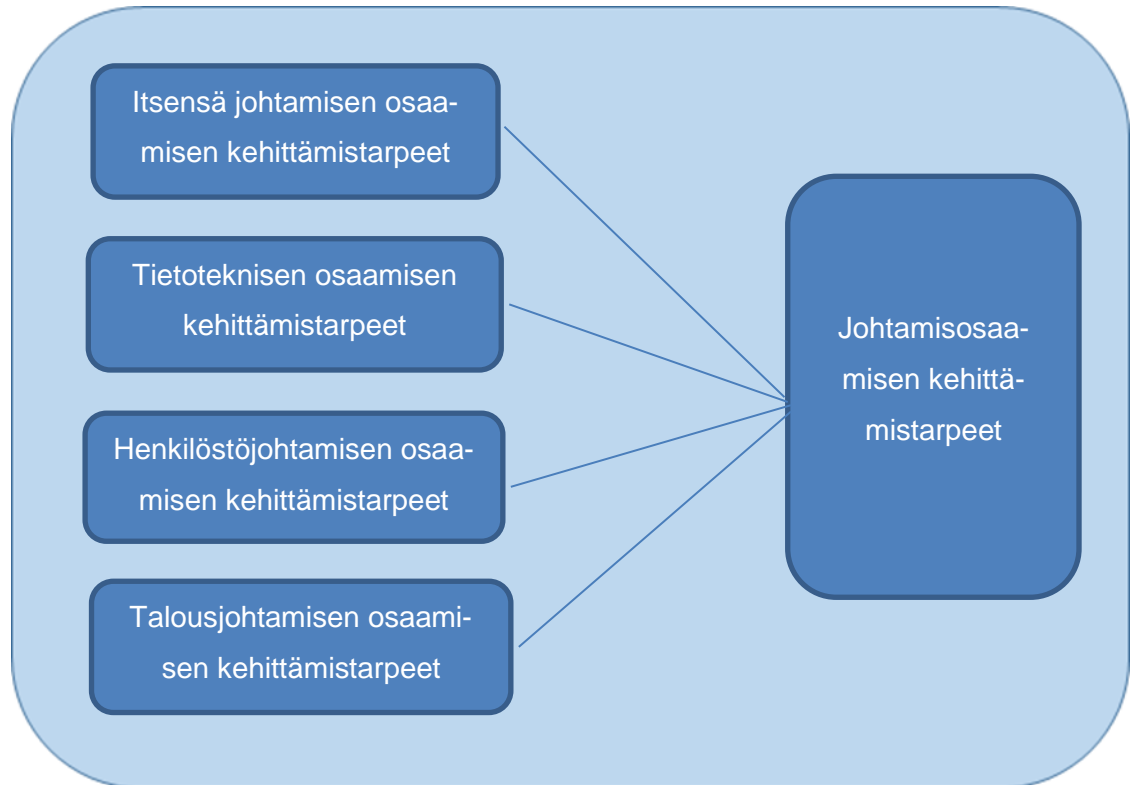 Itsensä johtamisen osaa-
misen kehittämistarpeet
Tietoteknisen osaamisen
kehittämistarpeet
Henkilöstöjohtamisen osaa-
misen kehittämistarpeet
Talousjohtamisen osaami-
sen kehittämistarpeet
Johtamisosaa-
misen kehittä-
mistarpeet